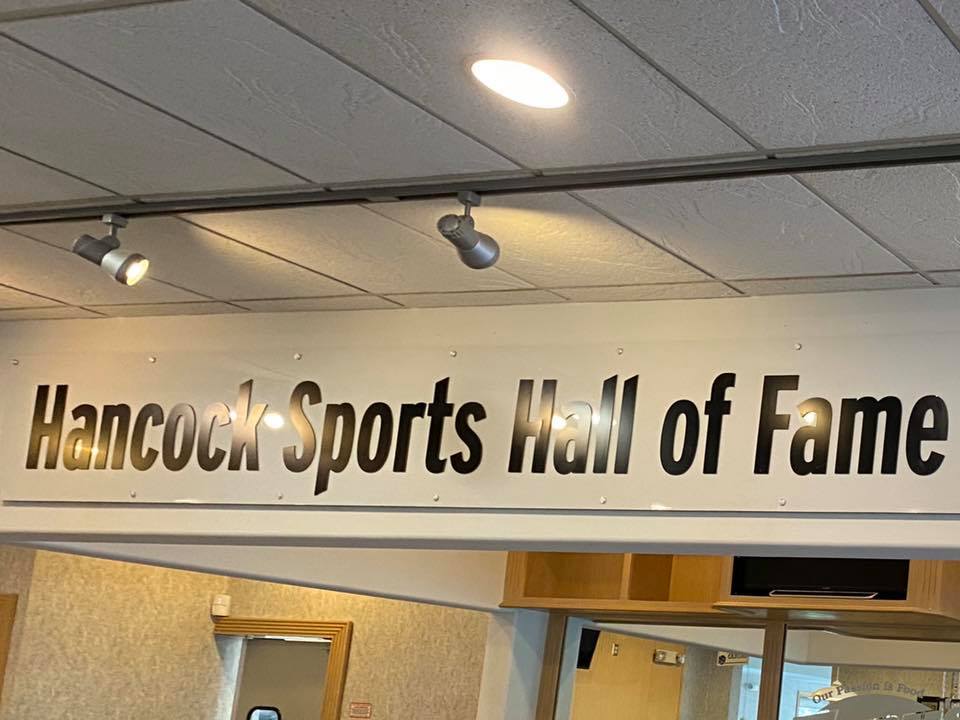 Hancock Sports Hall of Fame
Our Passion is Food